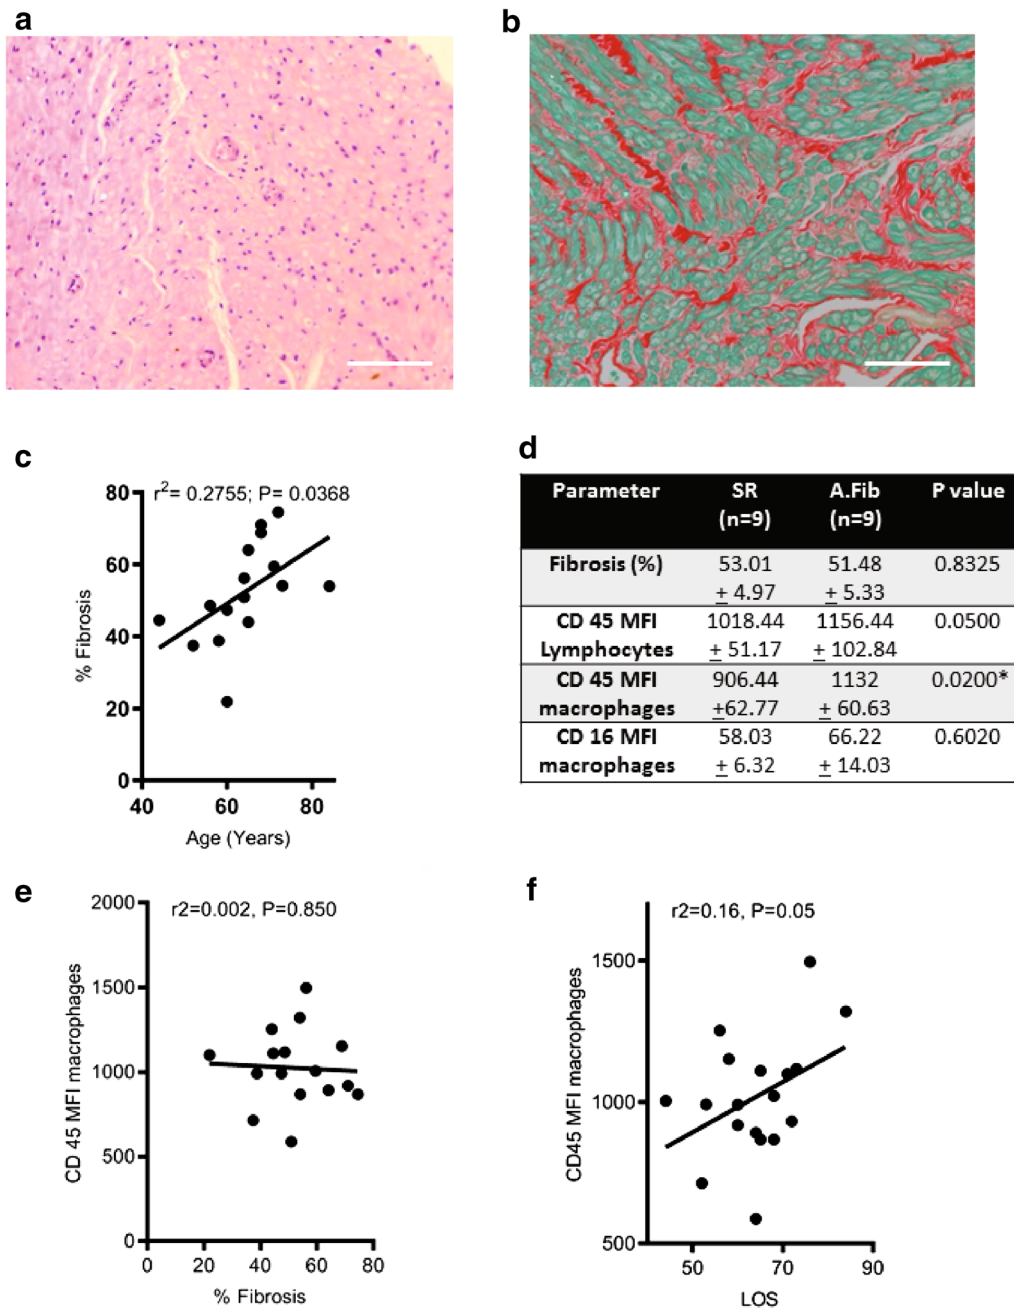 a
b
c
r2= 0.2755; P= 0.0368
80
60
40
20
0
% Fibrosis
40 60 80
Age (Years)
d
Parameter SR A.Fib P value
(n=9) (n=9)
Fibrosis (%) 53.01 51.48 0.8325
± 4.97 ± 5.33
CD 45 MFI 1018.44 1156.44 0.0500
Lymphocytes ± 51.17 ± 102.84
CD 45 MFI 906.44 1132 0.0200*
macrophages ±62.77 ± 60.63
CD 16 MFI 58.03 66.22 0.6020
macrophages ± 6.32 ± 14.03
e
r2=0.002, P=0.850
2000
1500
1000
500
0
CD 45 MFI macrophages
0 20 40 60 80
% Fibrosis
f
r2=0.16, P=0.05
1500
1000
500
CD45 MFI macrophages
50 70 90
LOS